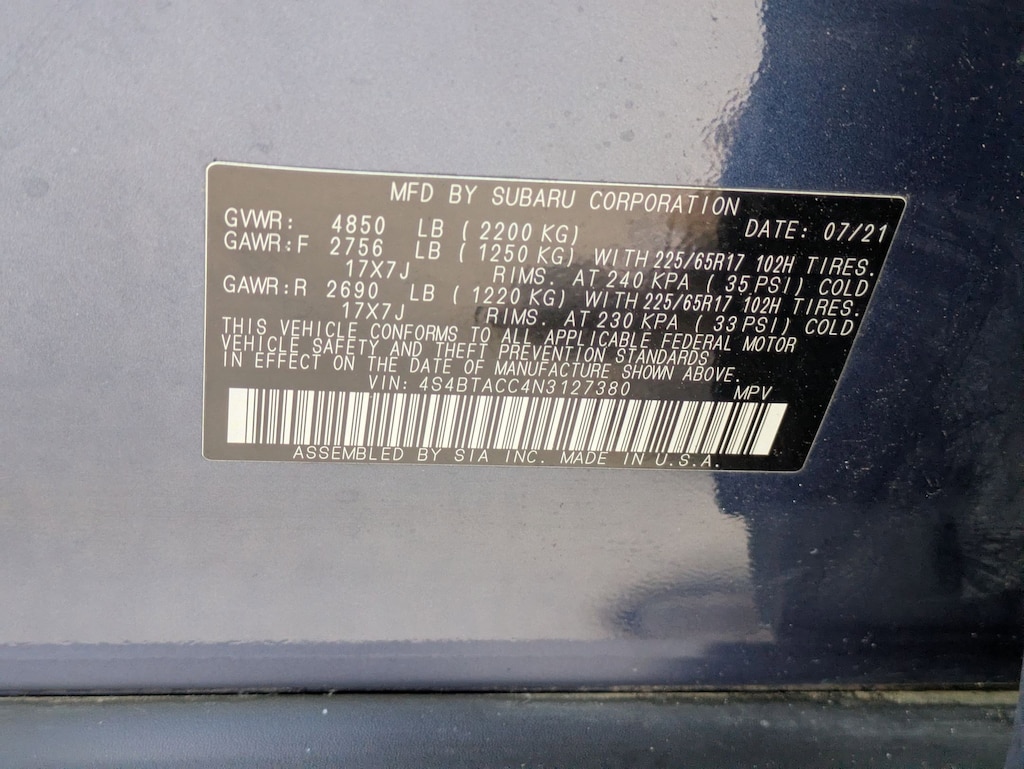 MFD BY SUBARU CORPORATION
GVWR: 4850 LB ( 2200 KG) DATE: 07/21
GAWR:F 2756 LB ( 1250 KG) WITH 225/65R17 102H TIRES.
17X7J RIMS. AT 240 KPA ( 35 PSI) COLD
GAWR:R 2690 LB ( 1220 KG) WITH 225/65R17 102H TIRES.
17X7J RIMS. AT 230 KPA ( 33 PSI) COLD
THIS VEHICLE CONFORMS TO ALL APPLICABLE FEDERAL MOTOR
VEHICLE SAFETY AND THEFT PREVENTION STANDARDS
IN EFFECT ON THE DATE OF MANUFACTURE SHOWN ABOVE.
VIN: 4S4BTACC4N3127380 MPV
ASSEMBLED BY SIA INC. MADE IN U.S.A.